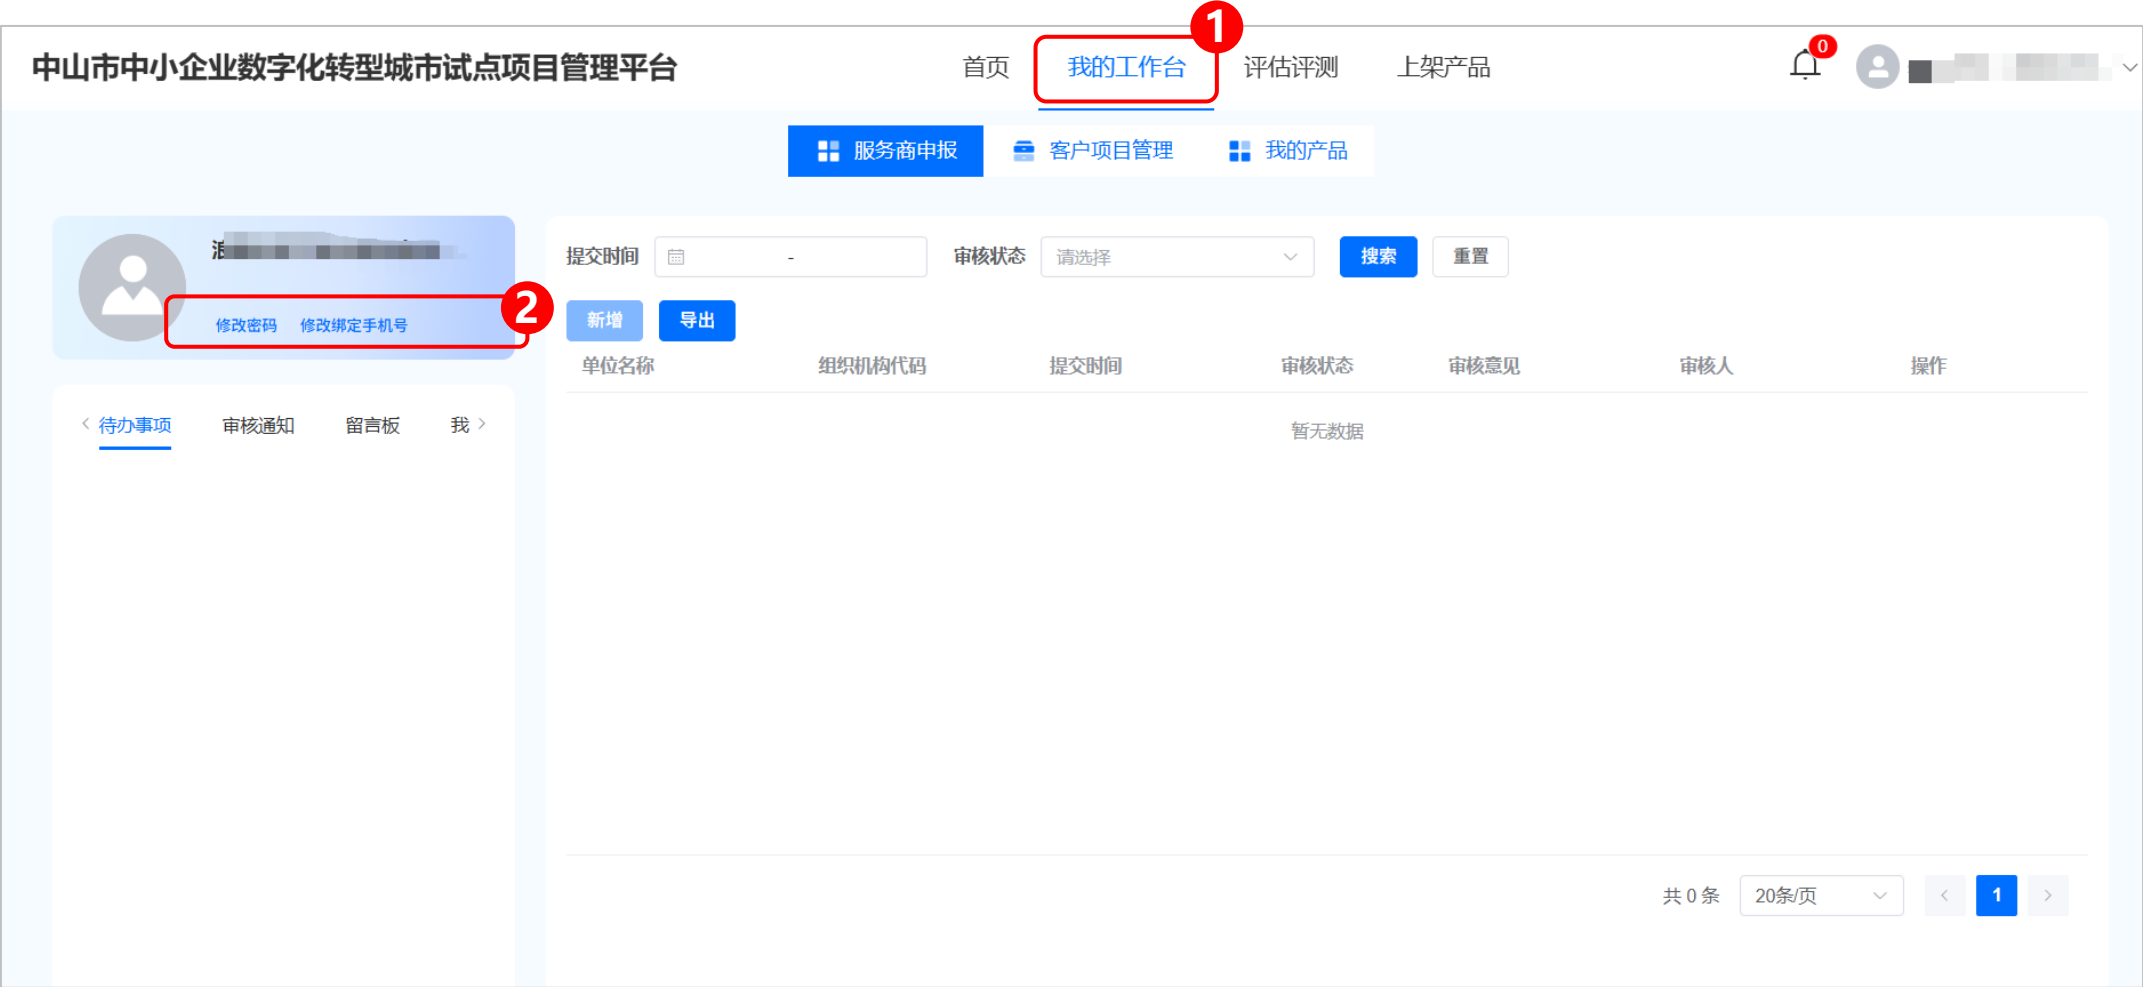 1
中山市中小企业数字化转型城市试点项目管理平台
首页 我的工作台 评估评测 上架产品
0
服务商申报 客户项目管理 我的产品
浪
修改密码 修改绑定手机号
2
提交时间 - 审核状态 请选择 搜索 重置
新增 导出
单位名称 组织机构代码 提交时间 审核状态 审核意见 审核人 操作
暂无数据
待办事项 审核通知 留言板 我
共 0 条 20条/页 1